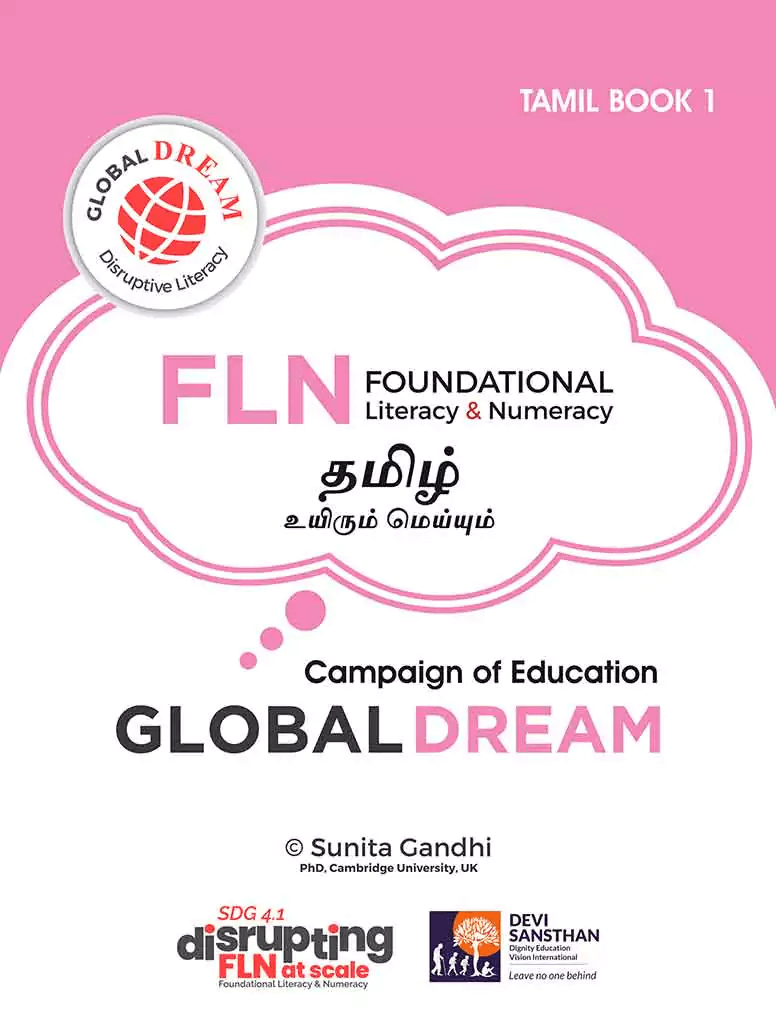 TAMIL BOOK 1
GLOBAL DREAM
Disruptive Literacy
FLN FOUNDATIONAL
Literacy & Numeracy
தமிழ்
உயிரும் மெய்யும்
Campaign of Education
GLOBAL DREAM
© Sunita Gandhi
PhD, Cambridge University, UK
SDG 4.1
disrupting
FLN at scale
Foundational Literacy & Numeracy
DEVI
SANSTHAN
Dignity Education
Vision International
Leave no one behind